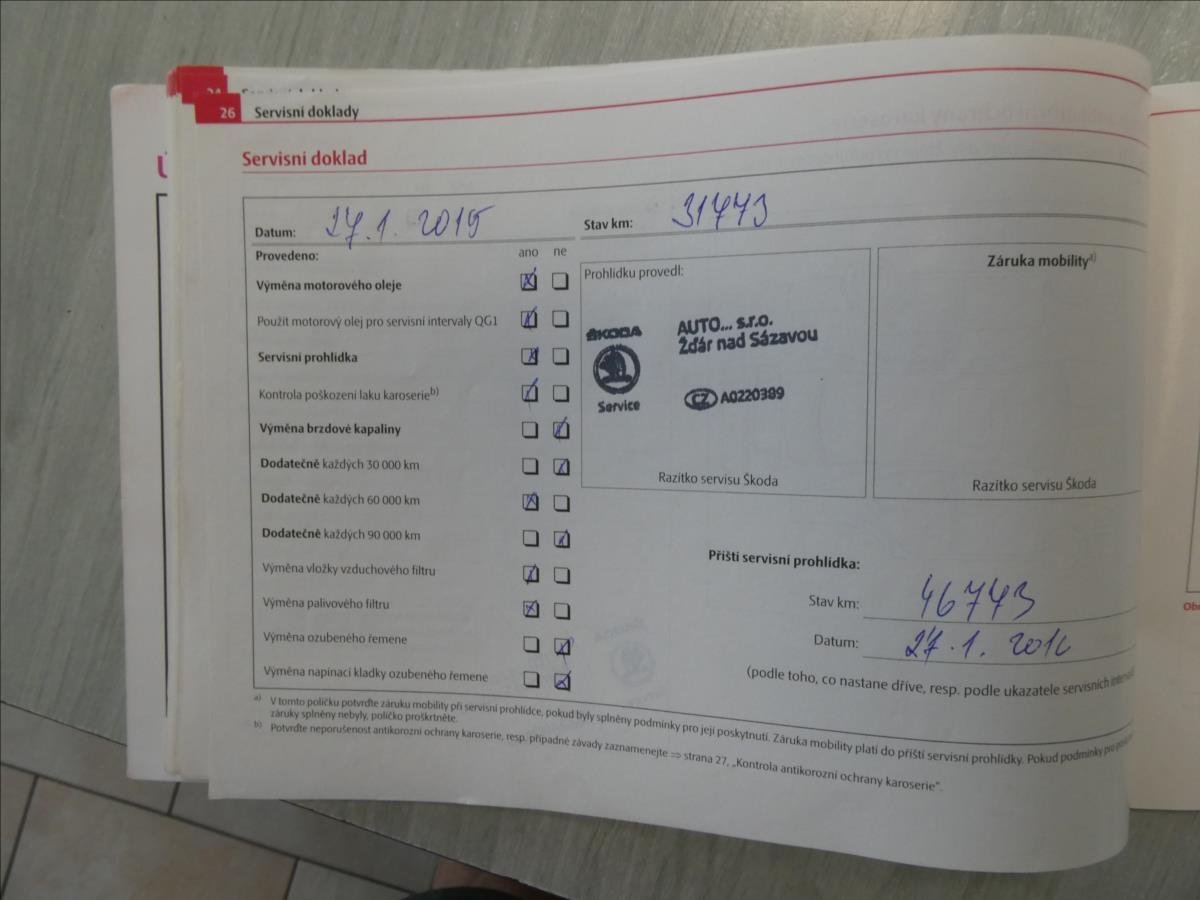 26 Servisní doklady
Servisní doklad
Datum: 27.1. 2015 Stav km: 31773
Provedeno: ano ne
Výměna motorového oleje
Použit motorový olej pro servisní intervaly QG1
Servisní prohlídka
Kontrola poškození laku karoserie b)
Výměna brzdové kapaliny
Dodatečně každých 30 000 km
Dodatečně každých 60 000 km
Dodatečně každých 90 000 km
Výměna vložky vzduchového filtru
Výměna palivového filtru
Výměna ozubeného řemene
Výměna napínací kladky ozubeného řemene
Prohlídku provedl:
ŠKODA
Service
AUTO... s.r.o.
Žďár nad Sázavou
CZ A0220389
Razítko servisu Škoda
Záruka mobility a)
Razítko servisu Škoda
Příští servisní prohlídka:
Stav km: 46773
Datum: 27.1. 2016
(podle toho, co nastane dříve, resp. podle ukazatele servisních
a) V tomto políčku potvrďte záruku mobility při servisní prohlídce, pokud byly splněny podmínky pro její poskytnutí. Záruka mobility platí do příští servisní prohlídky. Pokud podmínky pro
záruky splněny nebyly, políčko proškrtněte.
b) Potvrďte neporušenost antikorozní ochrany karoserie, resp. případné závady zaznamenejte ⇒ strana 27, „Kontrola antikorozní ochrany karoserie“.